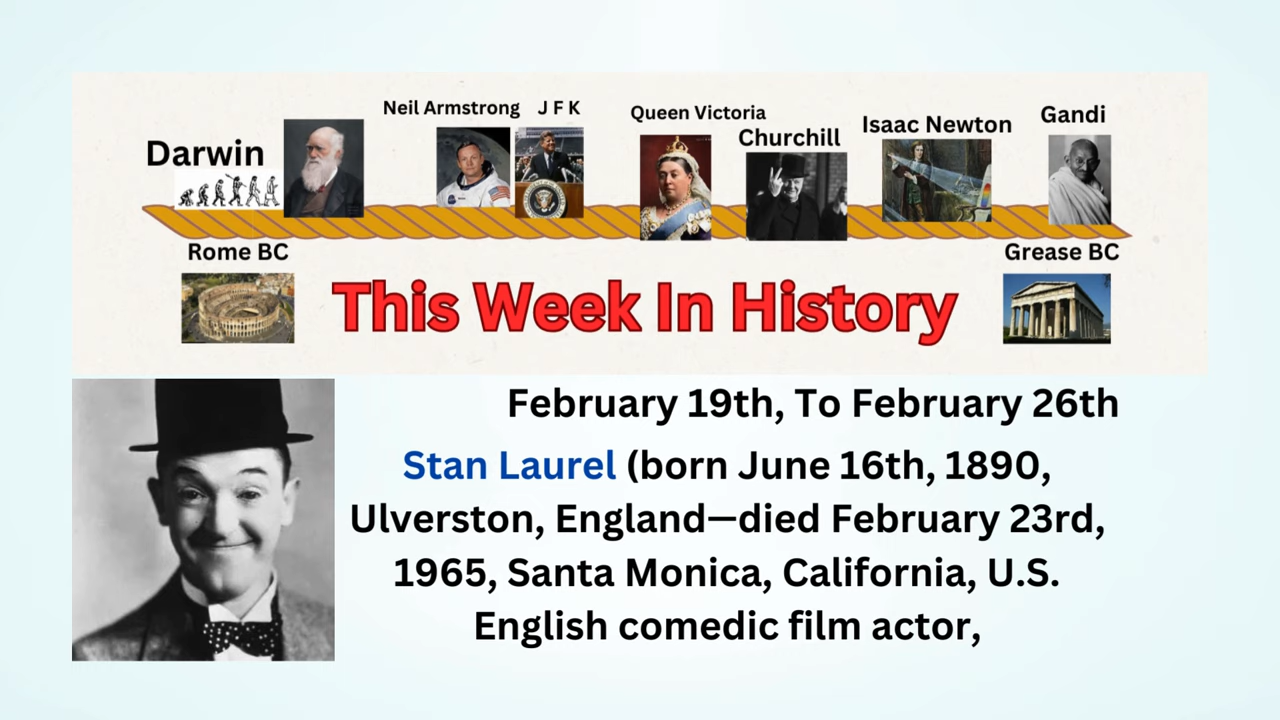 Neil Armstrong
J F K
Queen Victoria
Churchill
Isaac Newton
Gandi
Darwin
Rome BC
Grease BC
This Week In History
February 19th, To February 26th
Stan Laurel (born June 16th, 1890,
Ulverston, England—died February 23rd,
1965, Santa Monica, California, U.S.
English comedic film actor,